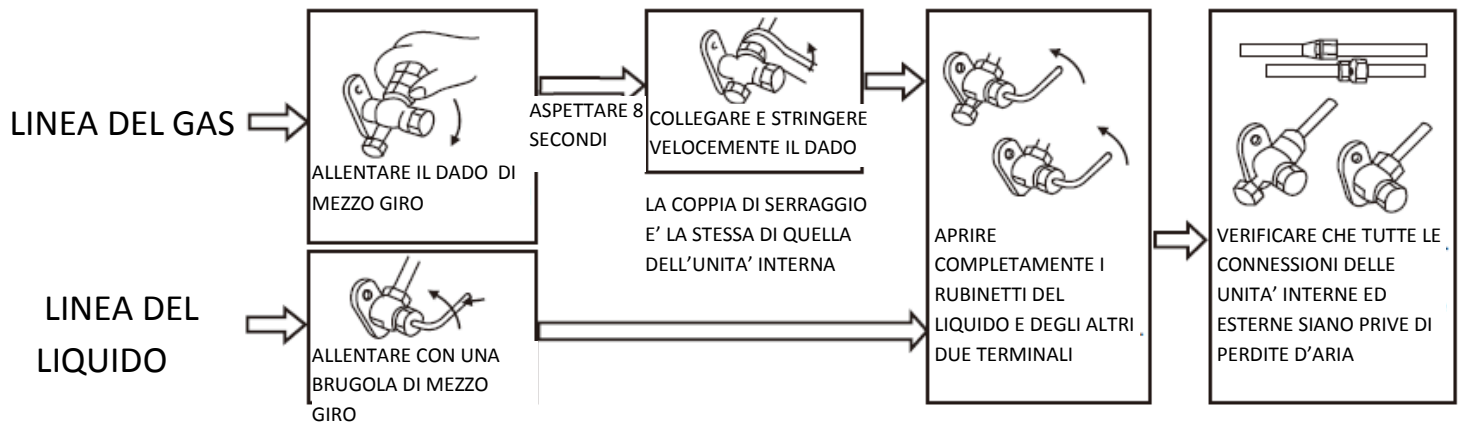 LINEA DEL GAS
ALLENTARE IL DADO DI
MEZZO GIRO
ASPETTARE 8
SECONDI
COLLEGARE E STRINGERE
VELOCEMENTE IL DADO
LA COPPIA DI SERRAGGIO
E' LA STESSA DI QUELLA
DELL'UNITA' INTERNA
LINEA DEL
LIQUIDO
ALLENTARE CON UNA
BRUGOLA DI MEZZO
GIRO
APRIRE
COMPLETAMENTE I
RUBINETTI DEL
LIQUIDO E DEGLI ALTRI
DUE TERMINALI
VERIFICARE CHE TUTTE LE
CONNESSIONI DELLE
UNITA' INTERNE ED
ESTERNE SIANO PRIVE DI
PERDITE D'ARIA